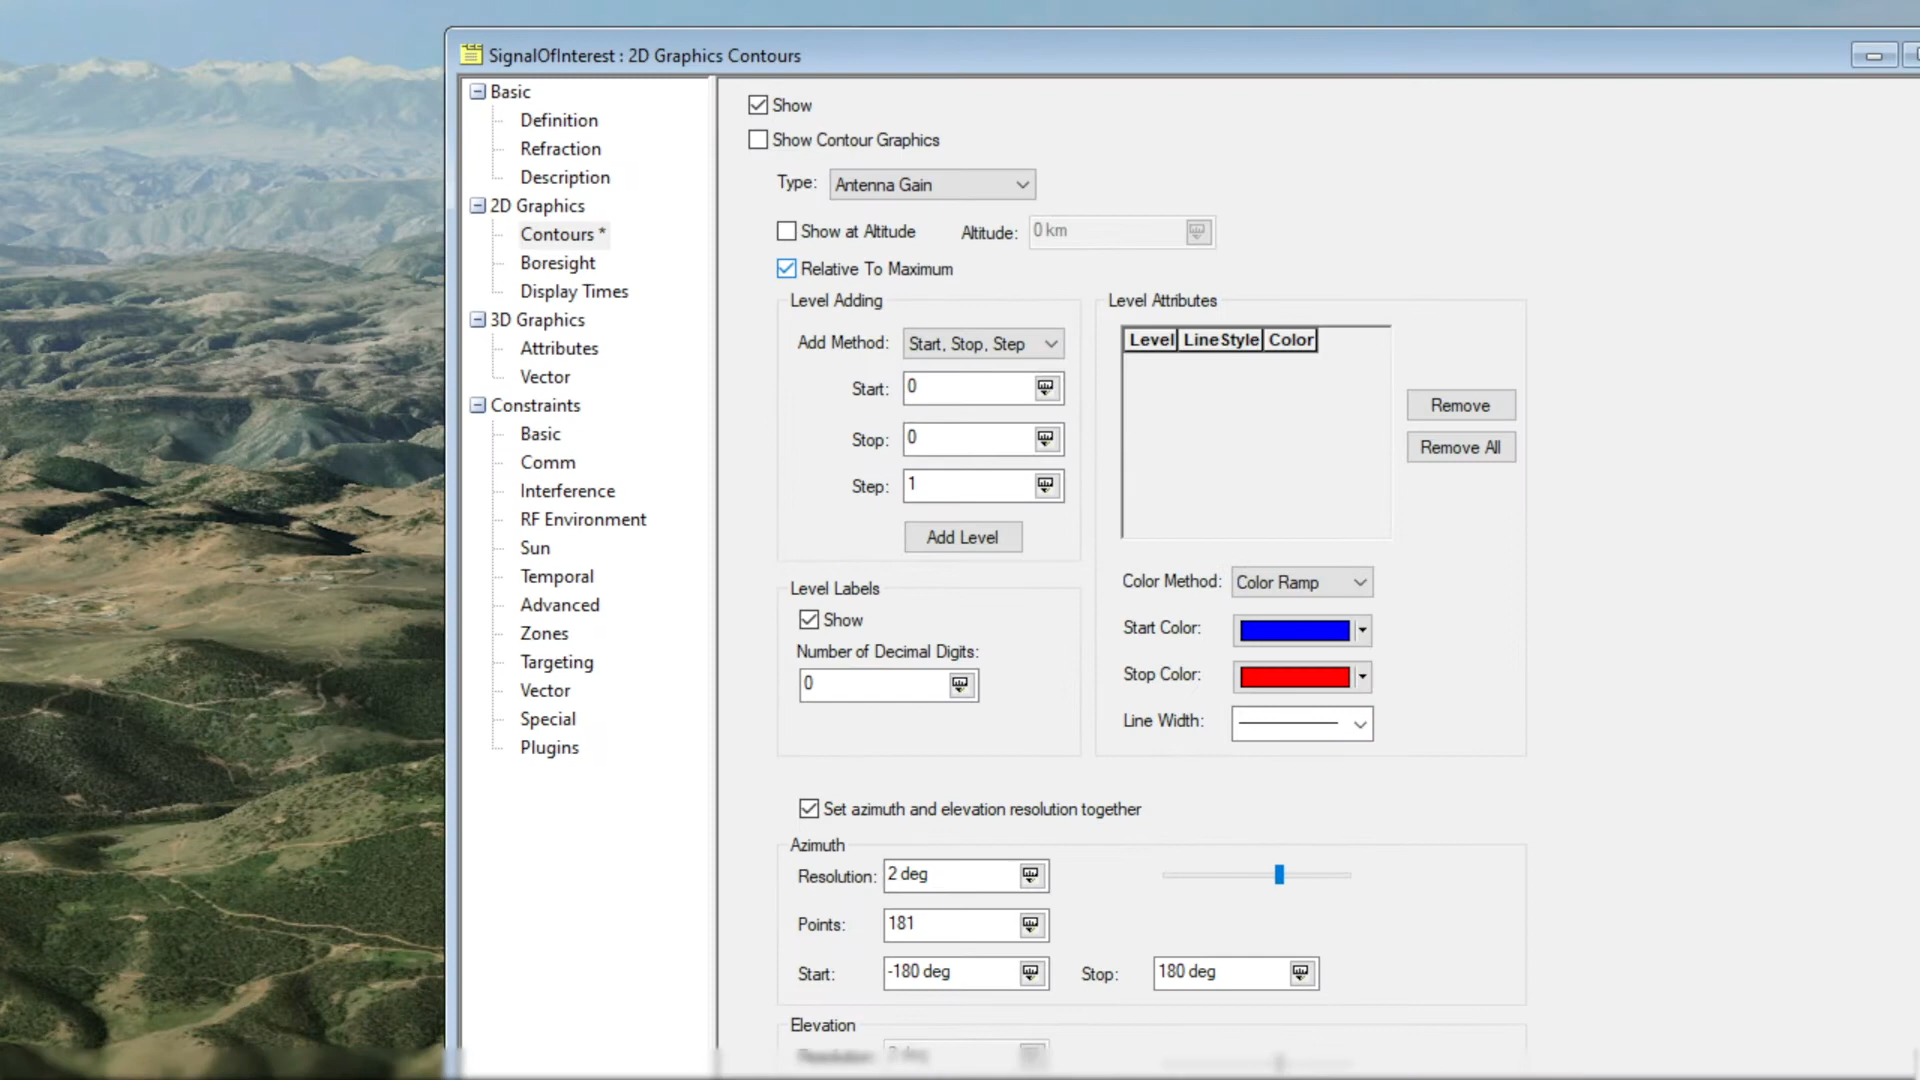 SignalOfInterest : 2D Graphics Contours
Basic
Definition
Refraction
Description
2D Graphics
Contours *
Boresight
Display Times
3D Graphics
Attributes
Vector
Constraints
Basic
Comm
Interference
RF Environment
Sun
Temporal
Advanced
Zones
Targeting
Vector
Special
Plugins
Show
Show Contour Graphics
Type: Antenna Gain
Show at Altitude Altitude: 0 km
Relative To Maximum
Level Adding
Add Method: Start, Stop, Step
Start: 0
Stop: 0
Step: 1
Add Level
Level Attributes
Level LineStyle Color
Remove
Remove All
Color Method: Color Ramp
Start Color:
Stop Color:
Line Width:
Level Labels
Show
Number of Decimal Digits:
0
Set azimuth and elevation resolution together
Azimuth
Resolution: 2 deg
Points: 181
Start: -180 deg Stop: 180 deg
Elevation
Resolution: 2 deg